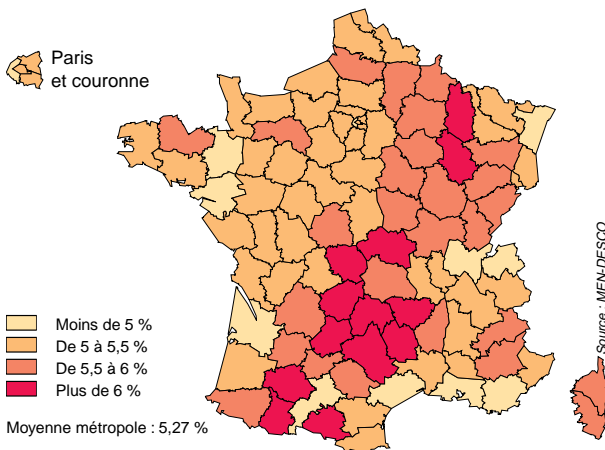 Paris
et couronne
Moins de 5 %
De 5 à 5,5 %
De 5,5 à 6 %
Plus de 6 %
Moyenne métropole : 5,27 %
Source : MEN-DESCO